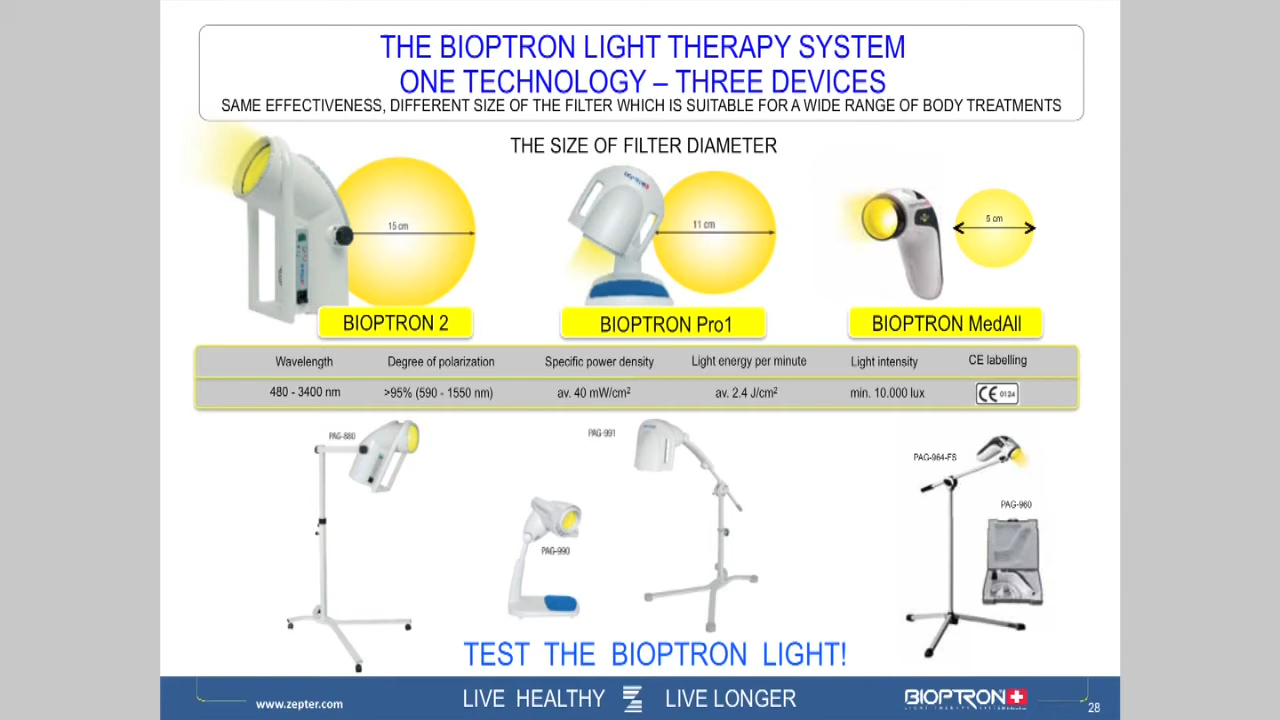 THE BIOPTRON LIGHT THERAPY SYSTEM
ONE TECHNOLOGY – THREE DEVICES
SAME EFFECTIVENESS, DIFFERENT SIZE OF THE FILTER WHICH IS SUITABLE FOR A WIDE RANGE OF BODY TREATMENTS
THE SIZE OF FILTER DIAMETER
15 cm
11 cm
5 cm
BIOPTRON 2
BIOPTRON Pro1
BIOPTRON MedAll
Wavelength Degree of polarization Specific power density Light energy per minute Light intensity CE labelling
480 - 3400 nm >95% (590 - 1550 nm) av. 40 mW/cm² av. 2.4 J/cm² min. 10.000 lux CE 0124
PAG-880
PAG-991
PAG-990
PAG-964-FS
PAG-960
TEST THE BIOPTRON LIGHT!
www.zepter.com
LIVE HEALTHY LIVE LONGER
BIOPTRON
LIGHT THERAPY SYSTEM
28